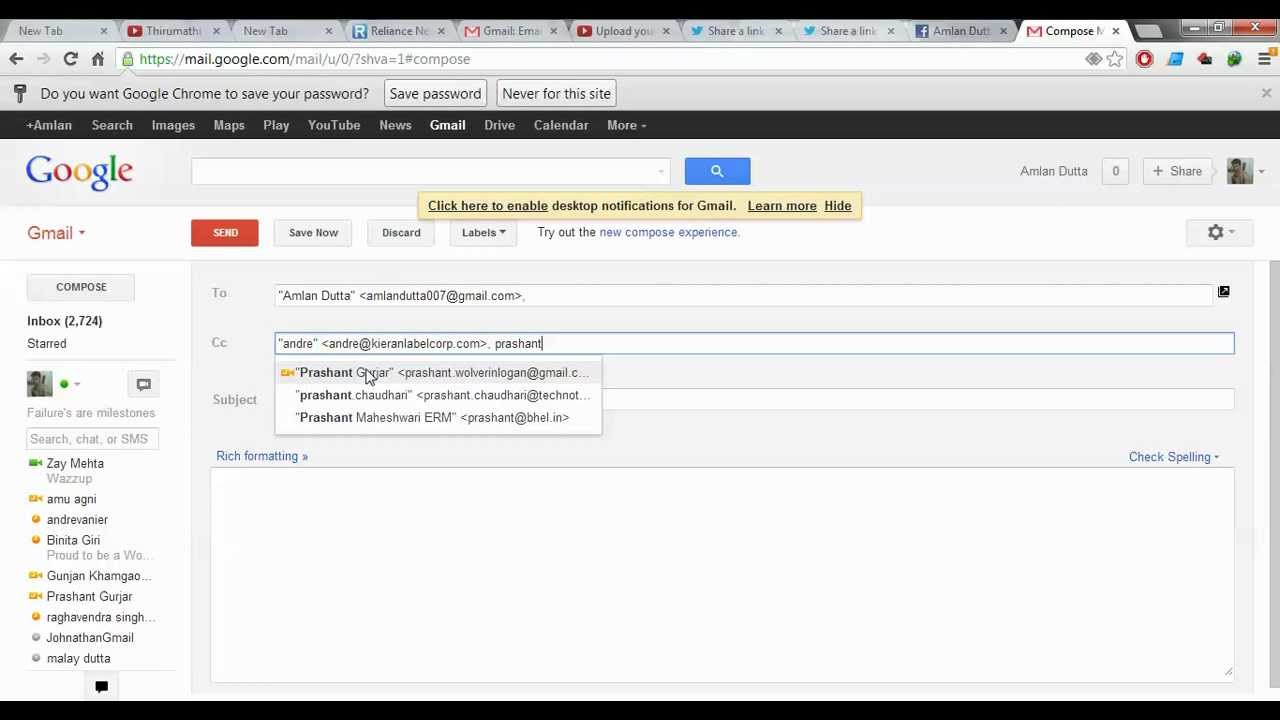 New Tab Thirumathi New Tab Reliance Ne Gmail: Emai Upload you Share a link Share a link Amlan Dutt Compose M
https://mail.google.com/mail/u/0/?shva=1#compose
Do you want Google Chrome to save your password? Save password Never for this site
+Amlan Search Images Maps Play YouTube News Gmail Drive Calendar More
Google Amlan Dutta 0 + Share
Click here to enable desktop notifications for Gmail. Learn more Hide
Gmail SEND Save Now Discard Labels Try out the new compose experience.
COMPOSE
Inbox (2,724)
Starred
To "Amlan Dutta" <amlandutta007@gmail.com>,
Cc "andre" <andre@kieranlabelcorp.com>, prashant
"Prashant Gurjar" <prashant.wolverinlogan@gmail.c...
"prashant.chaudhari" <prashant.chaudhari@technot...
"Prashant Maheshwari ERM" <prashant@bhel.in>
Subject
Rich formatting » Check Spelling
Failure's are milestones
Search, chat, or SMS
Zay Mehta
Wazzup
amu agni
andrevanier
Binita Giri
Proud to be a Wo...
Gunjan Khamgao...
Prashant Gurjar
raghavendra singh...
JohnathanGmail
malay dutta